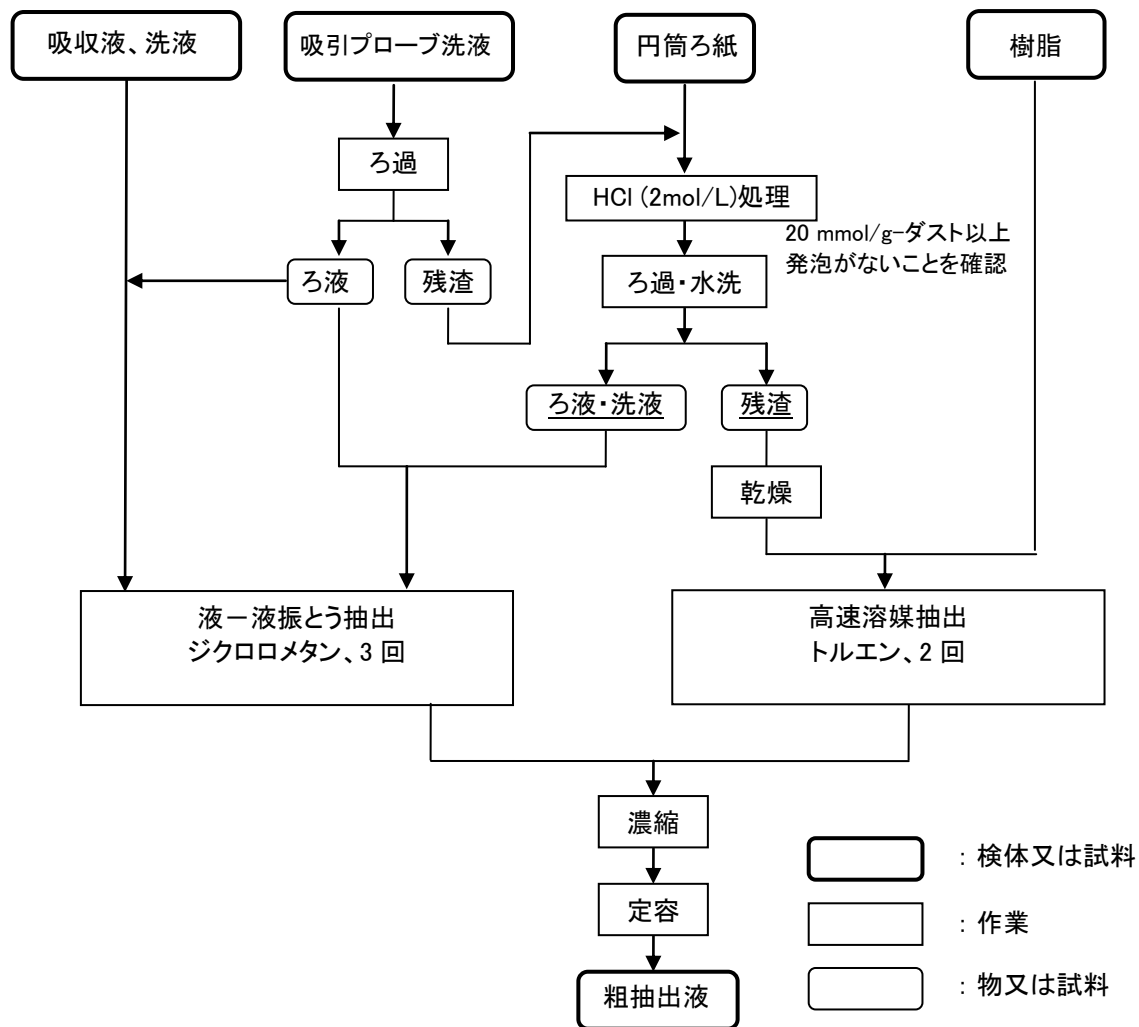 吸収液、洗液
吸引プローブ洗液
円筒ろ紙
樹脂
ろ過
HCl (2mol/L)処理
20 mmol/g-ダスト以上
発泡がないことを確認
ろ液
残渣
ろ過・水洗
ろ液・洗液
残渣
乾燥
液－液振とう抽出
ジクロロメタン、3 回
高速溶媒抽出
トルエン、2 回
濃縮
定容
粗抽出液
：検体又は試料
：作業
：物又は試料